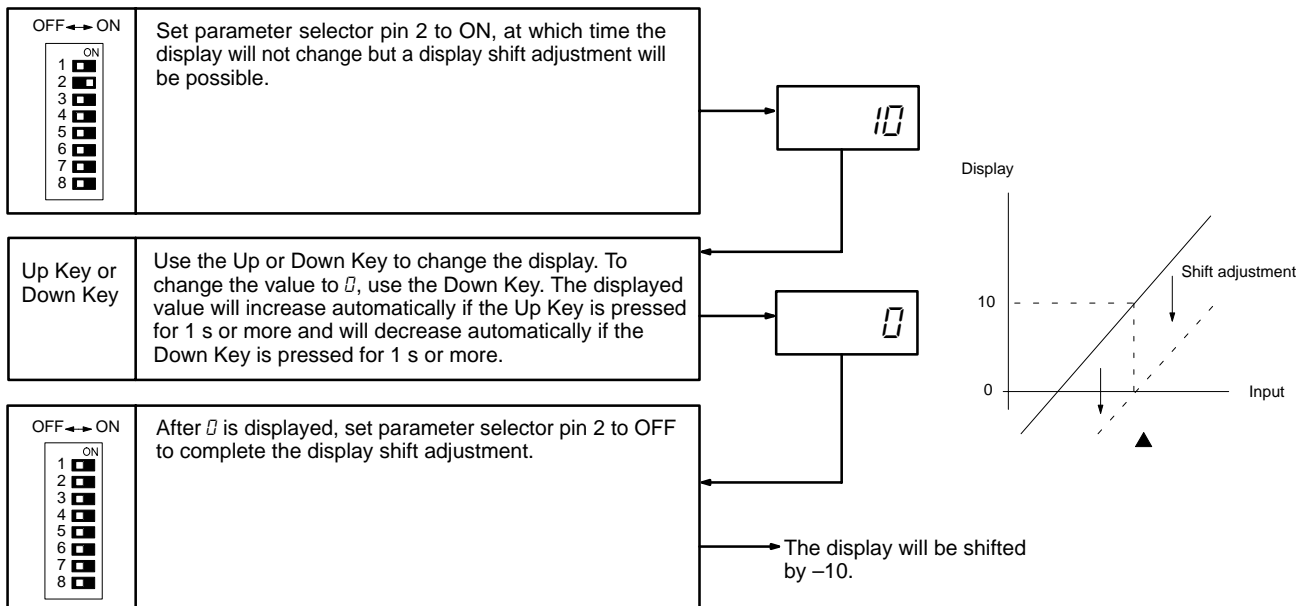 OFF↔ON
ON
1
2
3
4
5
6
7
8
Set parameter selector pin 2 to ON, at which time the
display will not change but a display shift adjustment will
be possible.
10
Up Key or
Down Key
Use the Up or Down Key to change the display. To
change the value to 0, use the Down Key. The displayed
value will increase automatically if the Up Key is pressed
for 1 s or more and will decrease automatically if the
Down Key is pressed for 1 s or more.
0
OFF↔ON
ON
1
2
3
4
5
6
7
8
After 0 is displayed, set parameter selector pin 2 to OFF
to complete the display shift adjustment.
The display will be shifted
by –10.
Display
Shift adjustment
10
0
Input